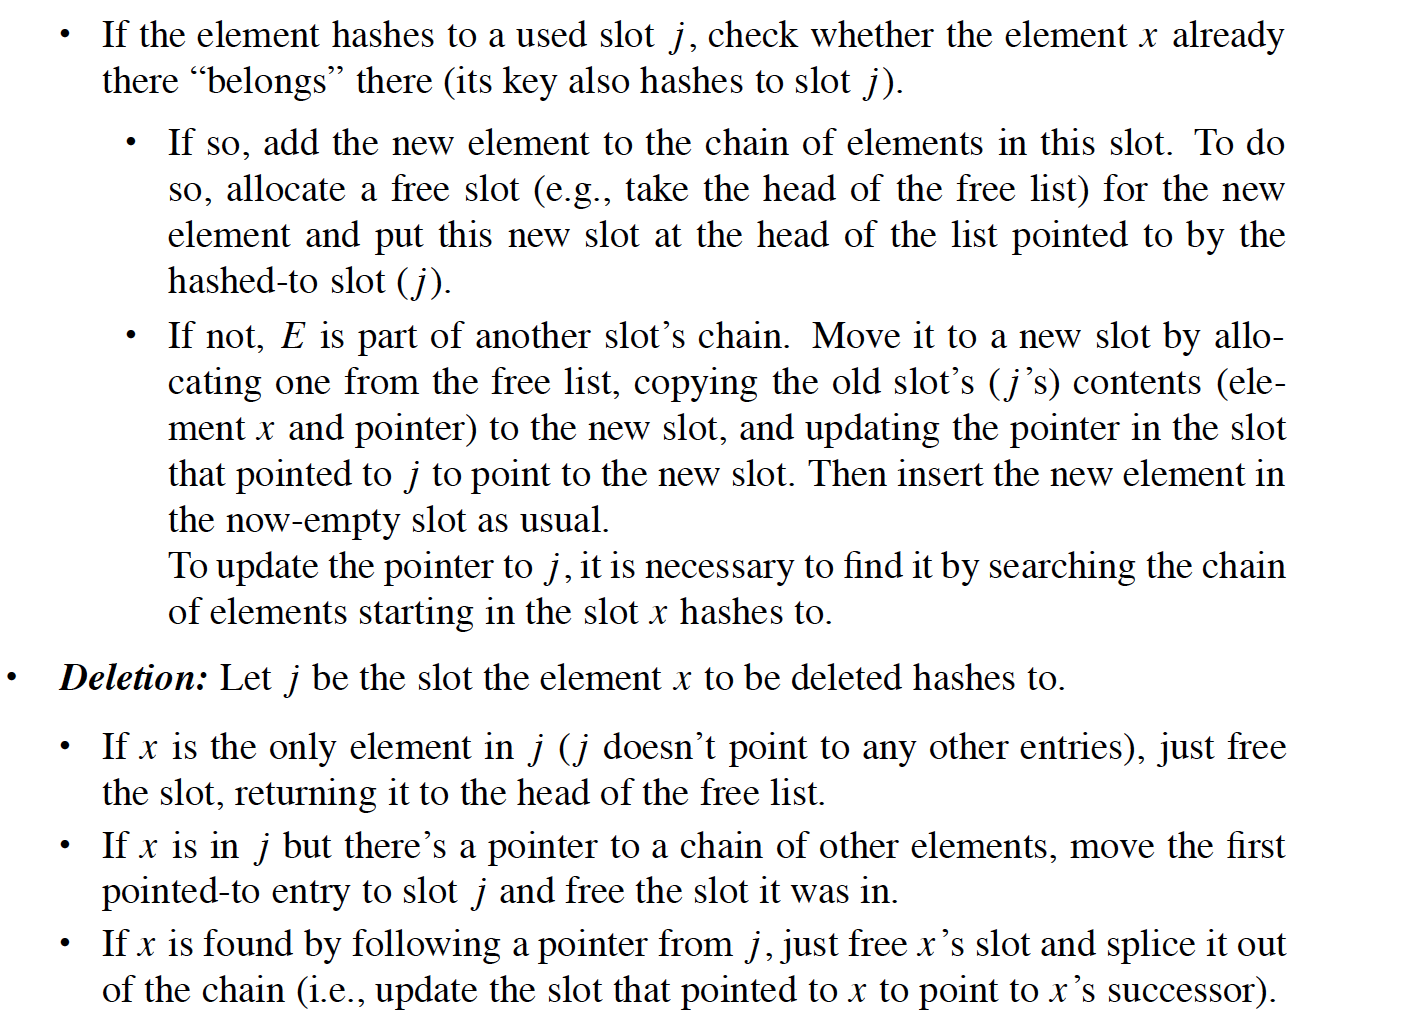 • If the element hashes to a used slot j, check whether the element x already
there “belongs” there (its key also hashes to slot j).
• If so, add the new element to the chain of elements in this slot. To do
so, allocate a free slot (e.g., take the head of the free list) for the new
element and put this new slot at the head of the list pointed to by the
hashed-to slot (j).
• If not, E is part of another slot’s chain. Move it to a new slot by allo-
cating one from the free list, copying the old slot’s (j’s) contents (ele-
ment x and pointer) to the new slot, and updating the pointer in the slot
that pointed to j to point to the new slot. Then insert the new element in
the now-empty slot as usual.
To update the pointer to j, it is necessary to find it by searching the chain
of elements starting in the slot x hashes to.
• Deletion: Let j be the slot the element x to be deleted hashes to.
• If x is the only element in j (j doesn’t point to any other entries), just free
the slot, returning it to the head of the free list.
• If x is in j but there’s a pointer to a chain of other elements, move the first
pointed-to entry to slot j and free the slot it was in.
• If x is found by following a pointer from j, just free x’s slot and splice it out
of the chain (i.e., update the slot that pointed to x to point to x’s successor).